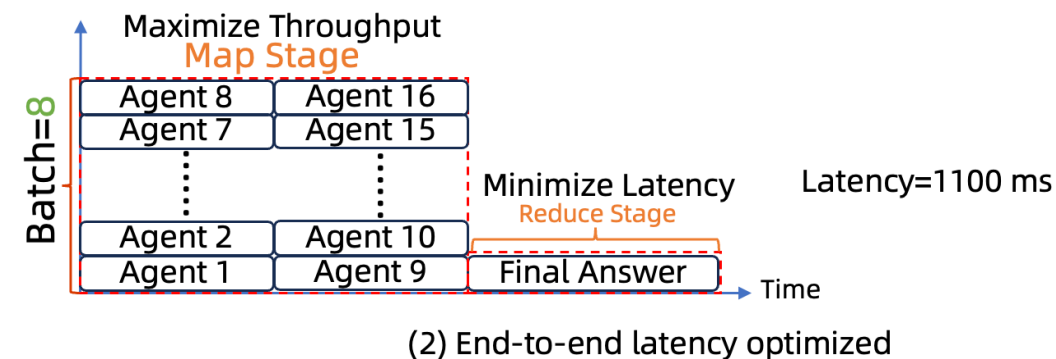 Maximize Throughput
Map Stage
Batch=8
Agent 8
Agent 16
Agent 7
Agent 15
Minimize Latency
Latency=1100 ms
Reduce Stage
Agent 2
Agent 10
Agent 1
Agent 9
Final Answer
Time
(2) End-to-end latency optimized